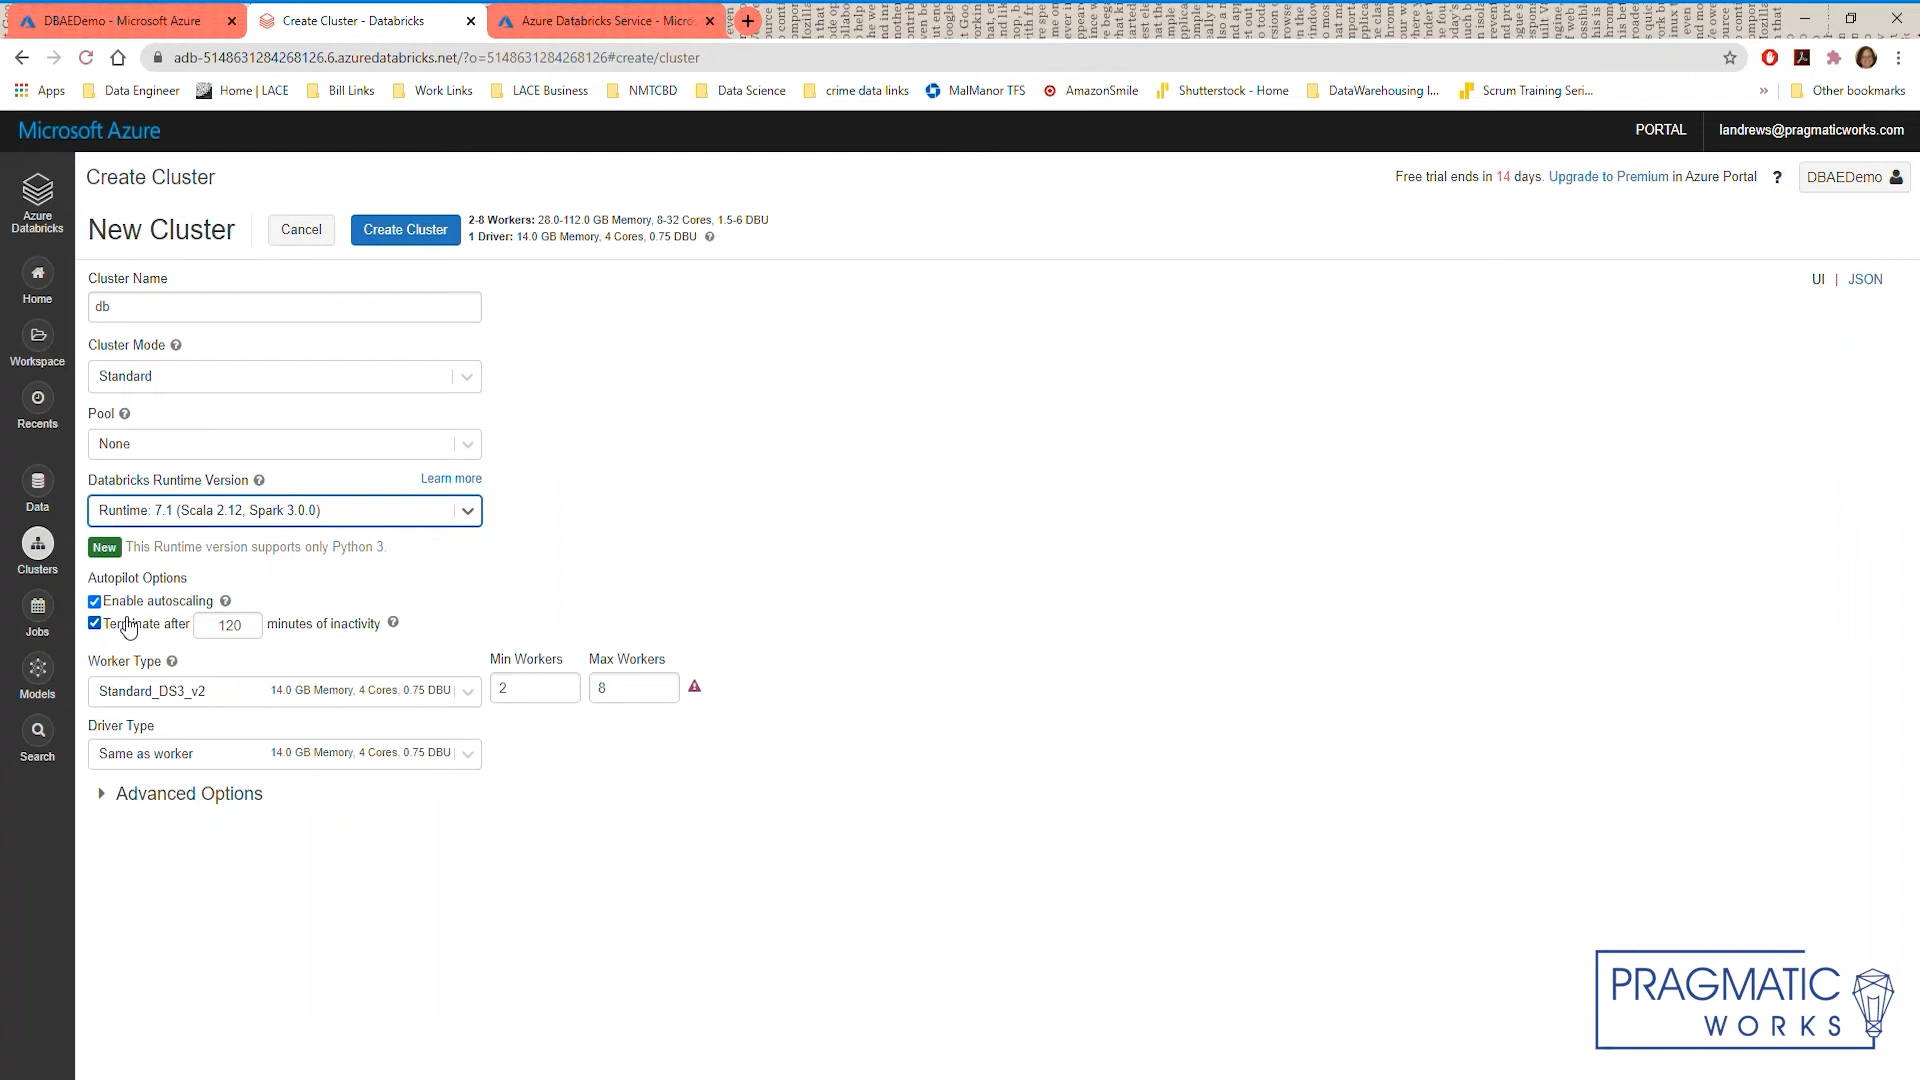 DBAEDemo - Microsoft Azure
Create Cluster - Databricks
Azure Databricks Service - Micro
adb-5148631284268126.6.azuredatabricks.net/?o=5148631284268126#create/cluster
Apps Data Engineer Home | LACE Bill Links Work Links LACE Business NMTCBD Data Science crime data links MalManor TFS AmazonSmile Shutterstock - Home DataWarehousing I... Scrum Training Seri... » Other bookmarks
Microsoft Azure
PORTAL landrews@pragmaticworks.com
Azure
Databricks
Home
Workspace
Recents
Data
Clusters
Jobs
Models
Search
Create Cluster
Free trial ends in 14 days. Upgrade to Premium in Azure Portal ? DBAEDemo
New Cluster
Cancel
Create Cluster
2-8 Workers: 28.0-112.0 GB Memory, 8-32 Cores, 1.5-6 DBU
1 Driver: 14.0 GB Memory, 4 Cores, 0.75 DBU ?
UI | JSON
Cluster Name
db
Cluster Mode ?
Standard
Pool ?
None
Databricks Runtime Version ? Learn more
Runtime: 7.1 (Scala 2.12, Spark 3.0.0)
New This Runtime version supports only Python 3.
Autopilot Options
Enable autoscaling ?
Terminate after 120 minutes of inactivity ?
Worker Type ? Min Workers Max Workers
Standard_DS3_v2 14.0 GB Memory, 4 Cores, 0.75 DBU 2 8
Driver Type
Same as worker 14.0 GB Memory, 4 Cores, 0.75 DBU
Advanced Options
PRAGMATIC
WORKS